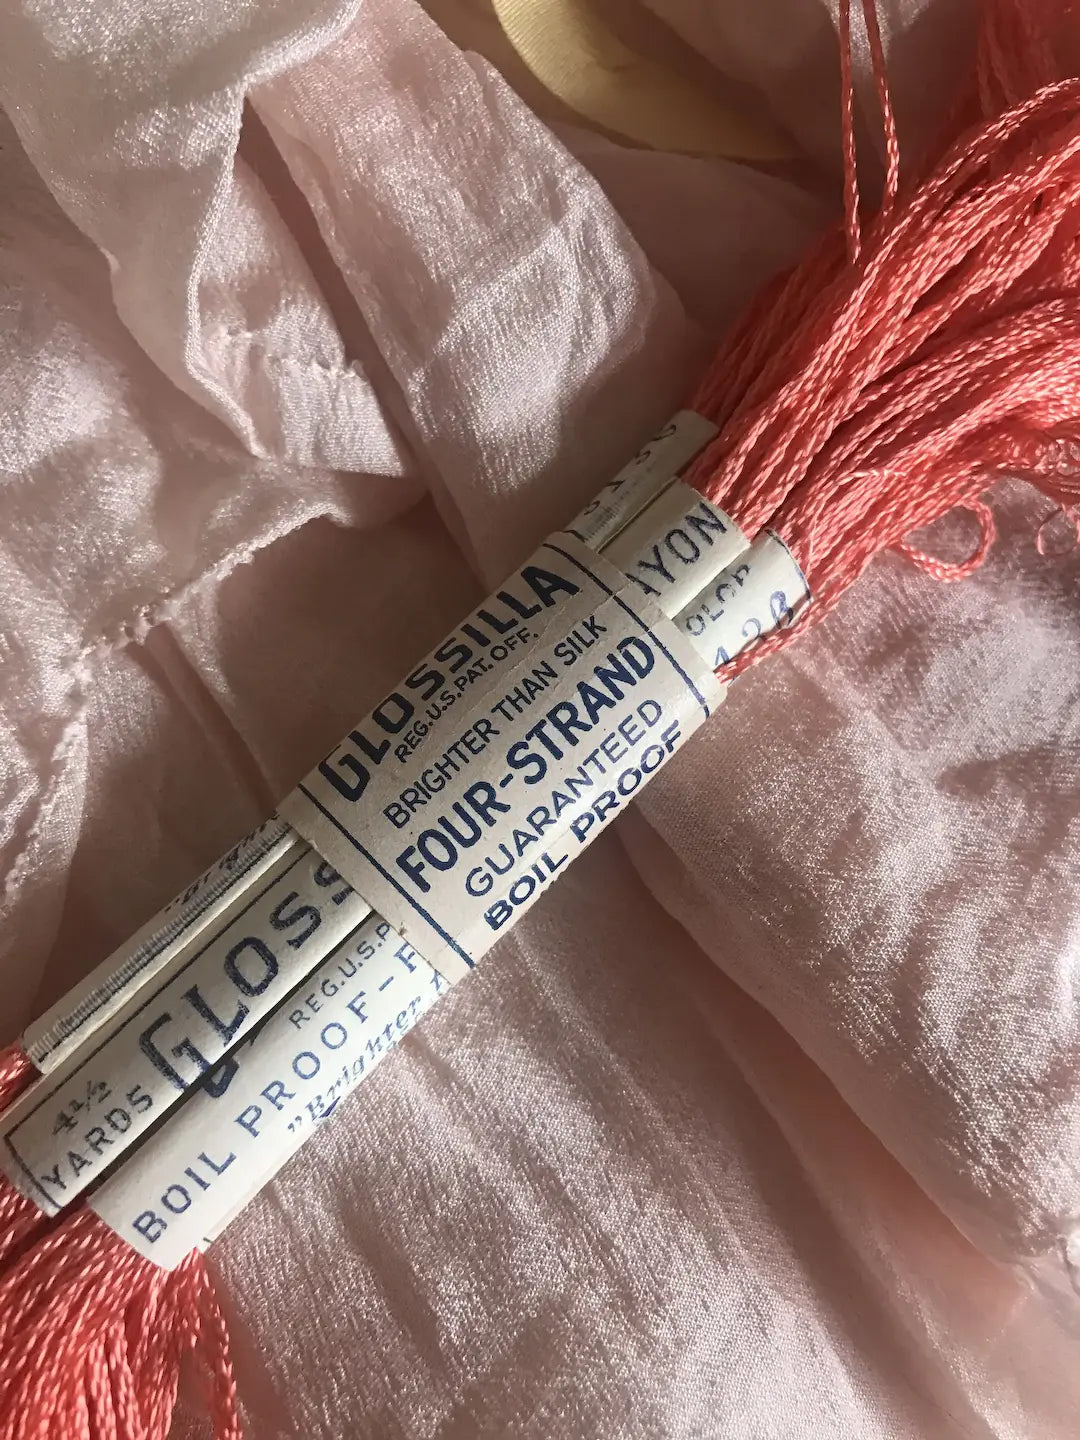 GLOSSILLA
REG.U.S.PAT.OFF.
BRIGHTER THAN SILK
FOUR-STRAND
GUARANTEED
BOIL PROOF
AYON
OLOR
GLOSS
4½
YARDS
REG.U.S.P
BOIL PROOF-F
"Brighter